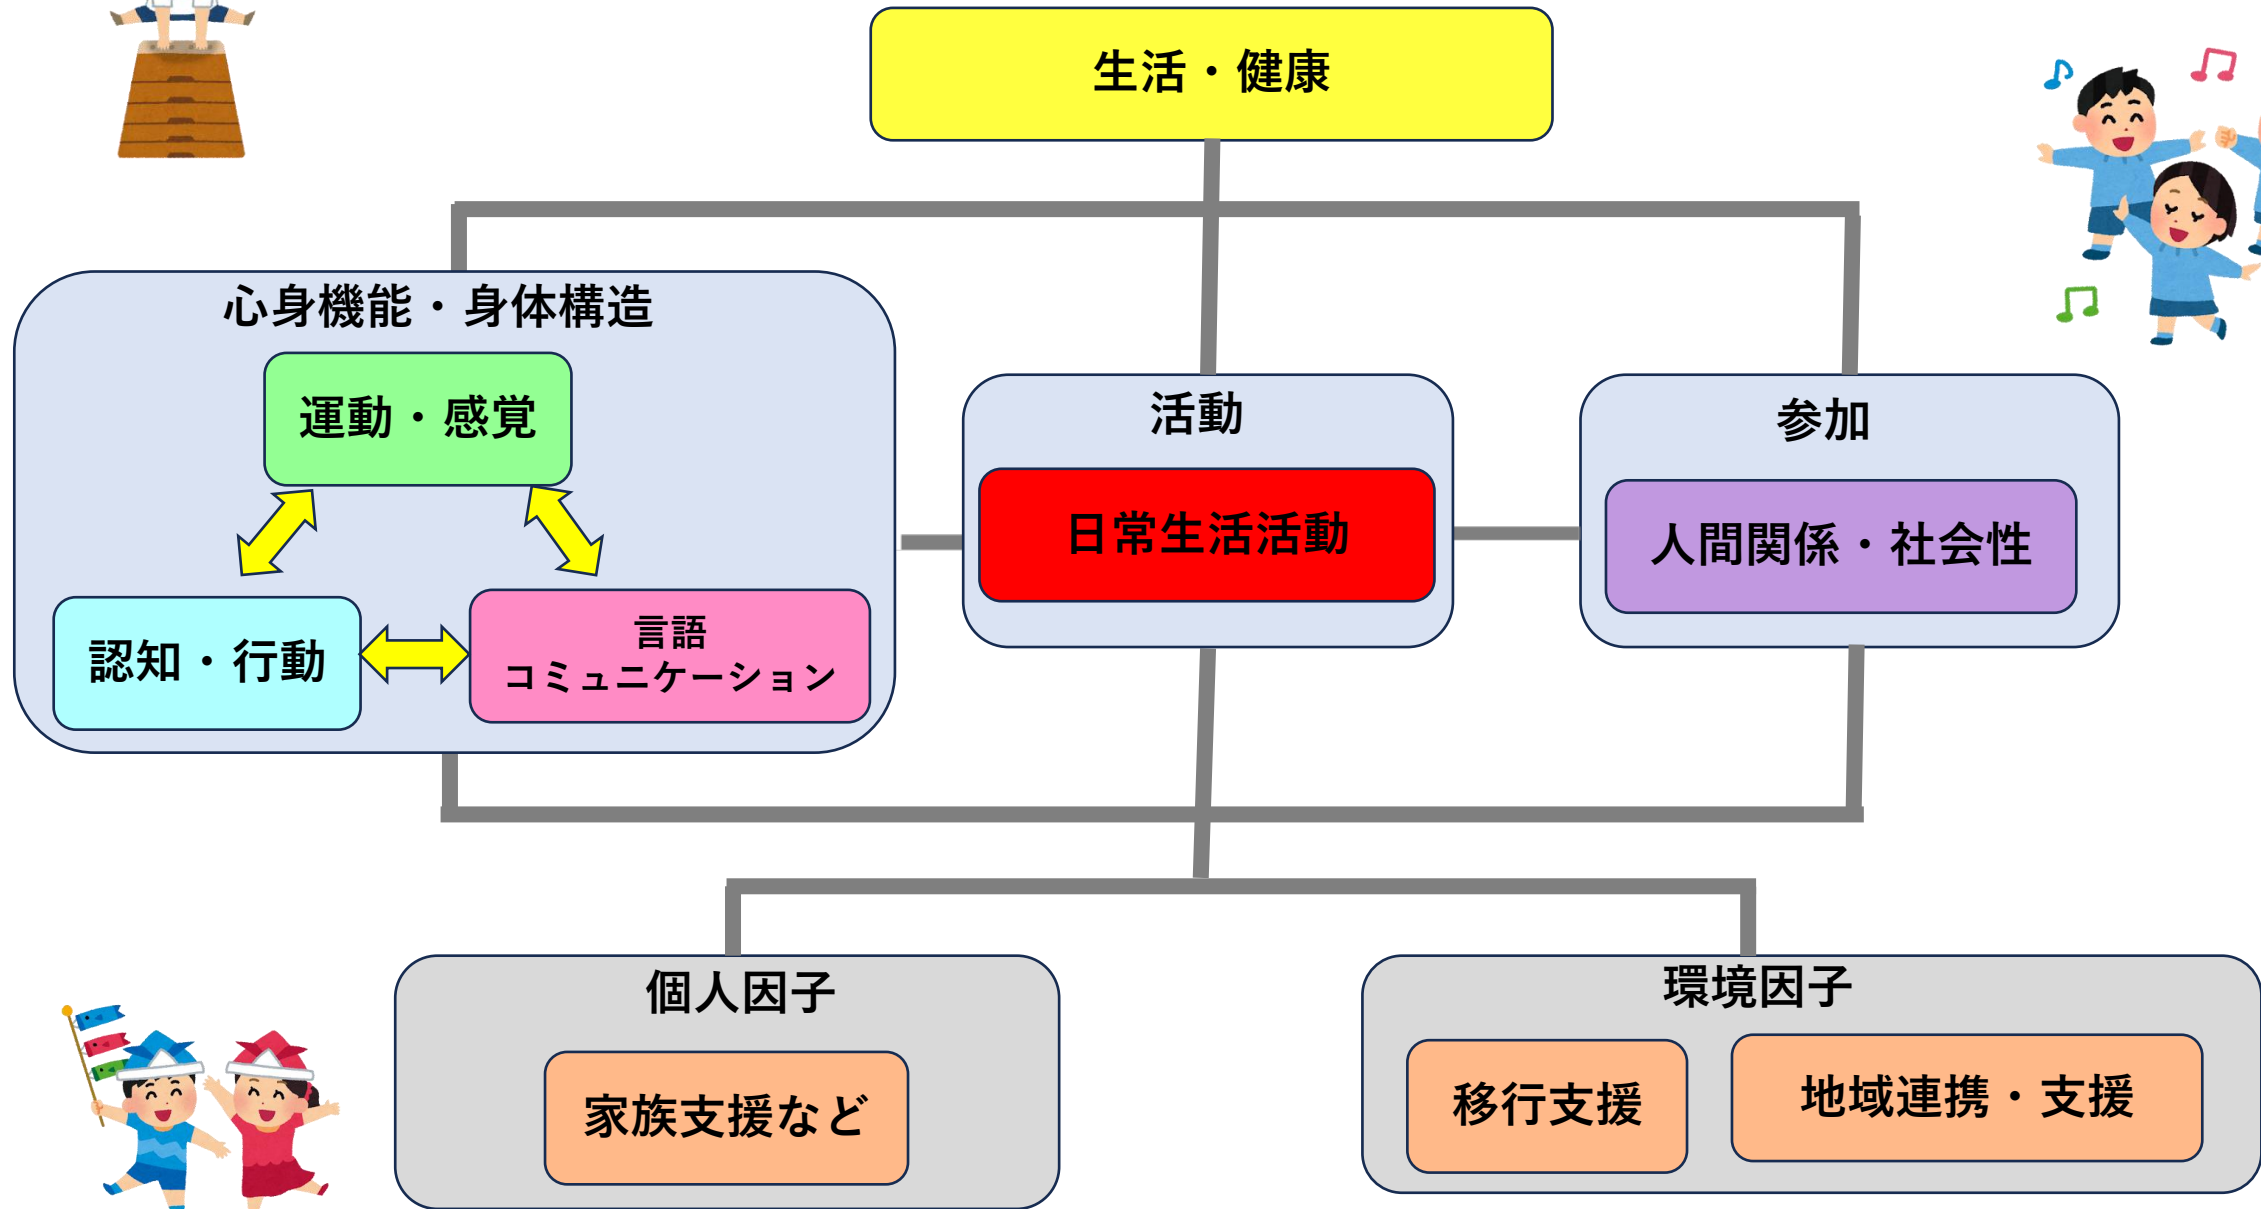 生活・健康
心身機能・身体構造
運動・感覚
認知・行動
言語
コミュニケーション
活動
日常生活活動
参加
人間関係・社会性
個人因子
家族支援など
環境因子
移行支援
地域連携・支援